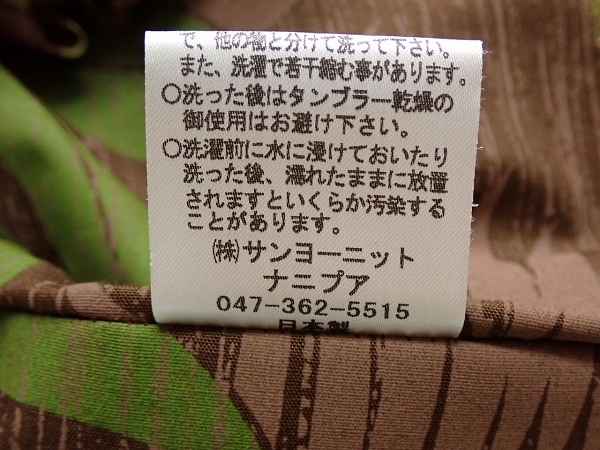 で、他の物と分けて洗って下さい。
また、洗濯で若干縮む事があります。
○洗った後はタンブラー乾燥の
御使用はお避け下さい。
○洗濯前に水に浸けておいたり
洗った後、濡れたままに放置
されますといくらか汚染する
ことがあります。
(株)サンヨーニット
ナニプア
047-362-5515
日本製